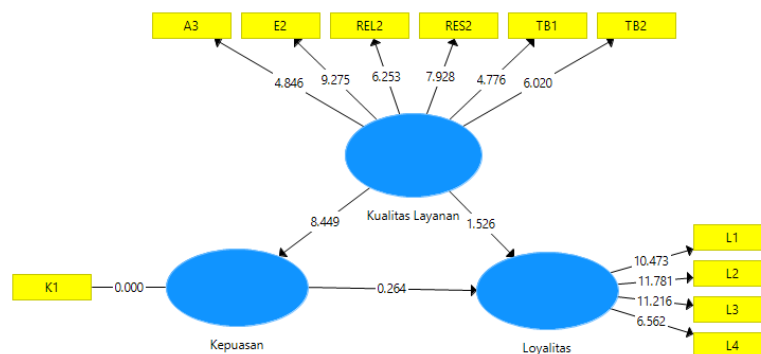 A3 E2 REL2 RES2 TB1 TB2
4.846 9.275 6.253 7.928 4.776 6.020
Kualitas Layanan
8.449 1.526
L1
10.473
L2
11.781
K1 0.000 0.264
11.216 L3
6.562
Kepuasan Loyalitas L4